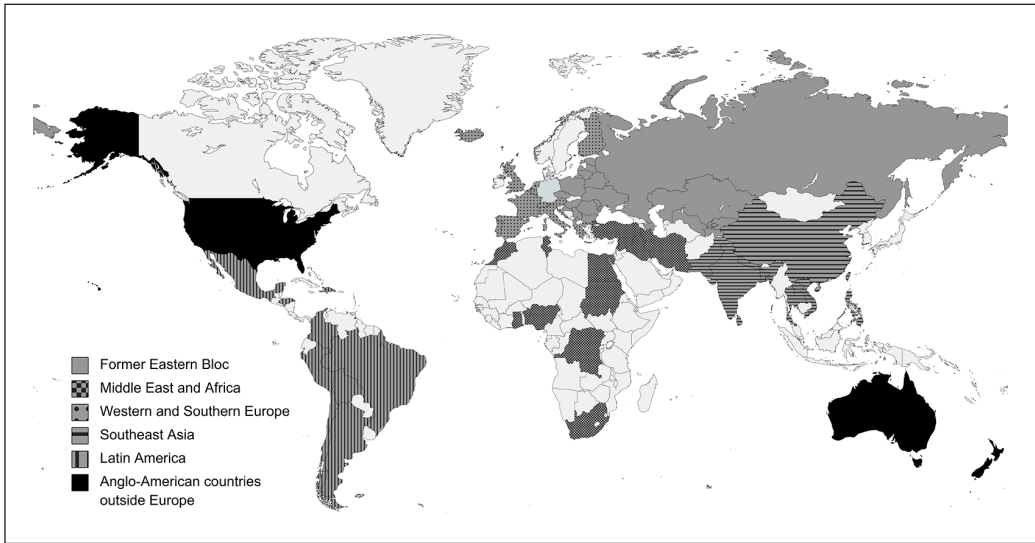 Former Eastern Bloc
Middle East and Africa
Western and Southern Europe
Southeast Asia
Latin America
Anglo-American countries
outside Europe